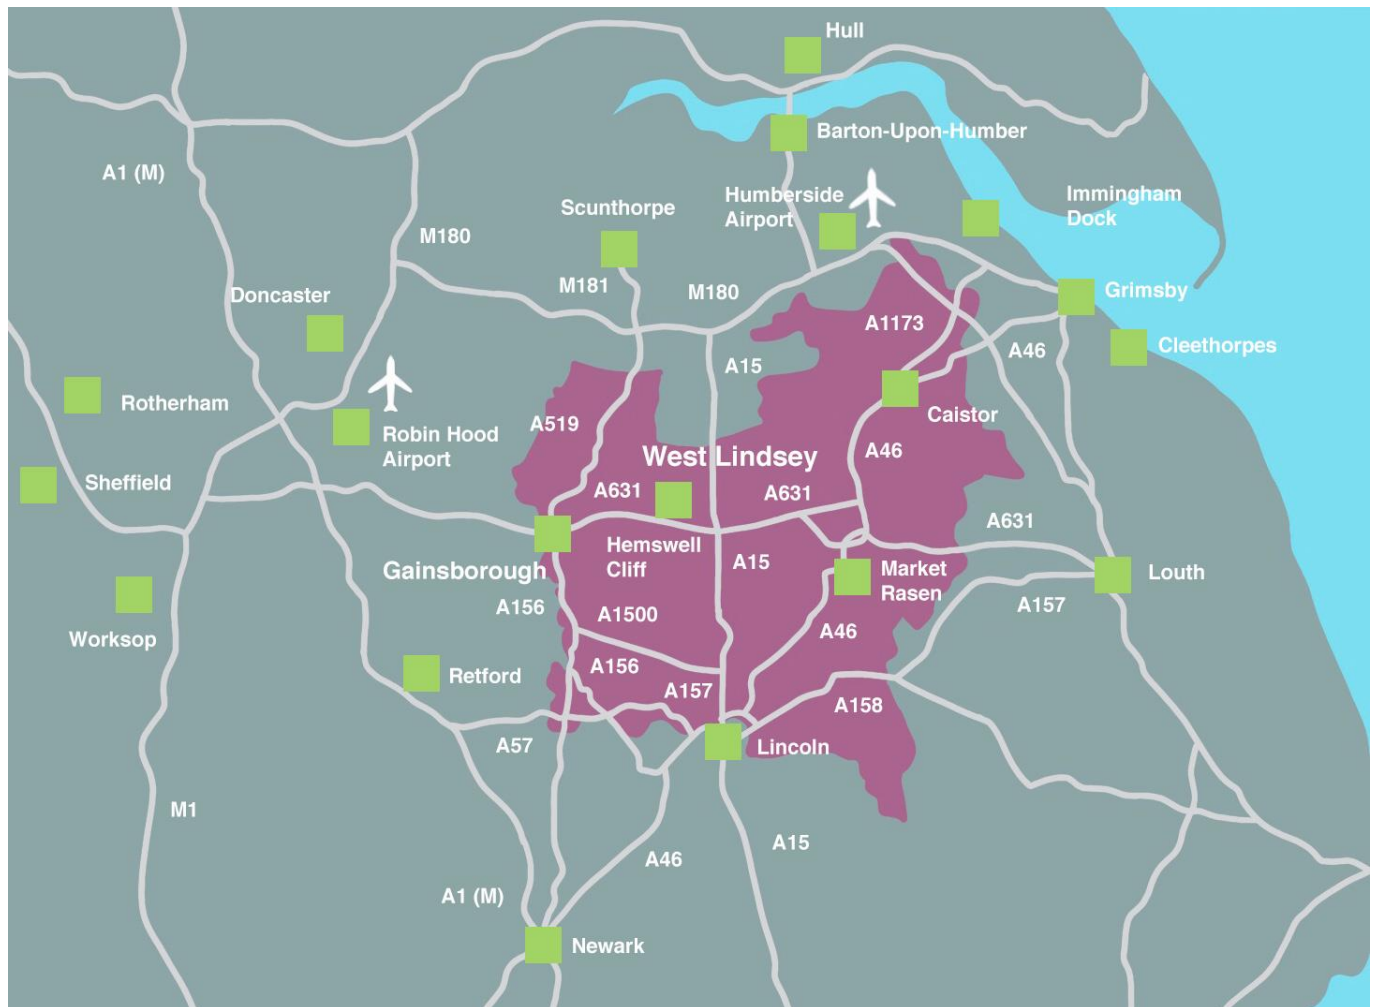 Hull
Barton-Upon-Humber
A1 (M)
Humberside
Airport
Immingham
Dock
Scunthorpe
M180
M181
M180
Doncaster
Grimsby
A1173
Cleethorpes
A46
A15
Rotherham
Caistor
A519
Robin Hood
Airport
A46
West Lindsey
Sheffield
A631
A631
A631
Hemswell
Cliff
A15
Gainsborough
Market
Rasen
Louth
A156
A1500
A157
Worksop
A46
A156
Retford
A157
A158
A57
Lincoln
M1
A15
A46
A1 (M)
Newark